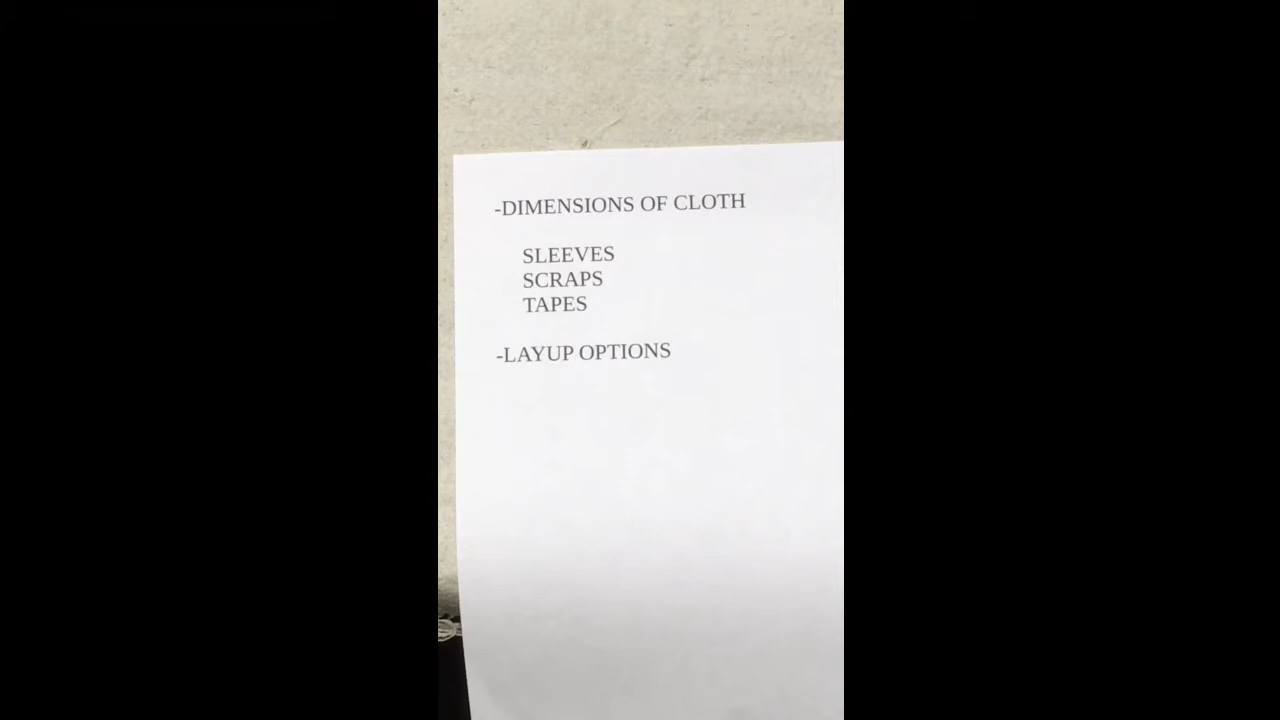 -DIMENSIONS OF CLOTH
SLEEVES
SCRAPS
TAPES
-LAYUP OPTIONS